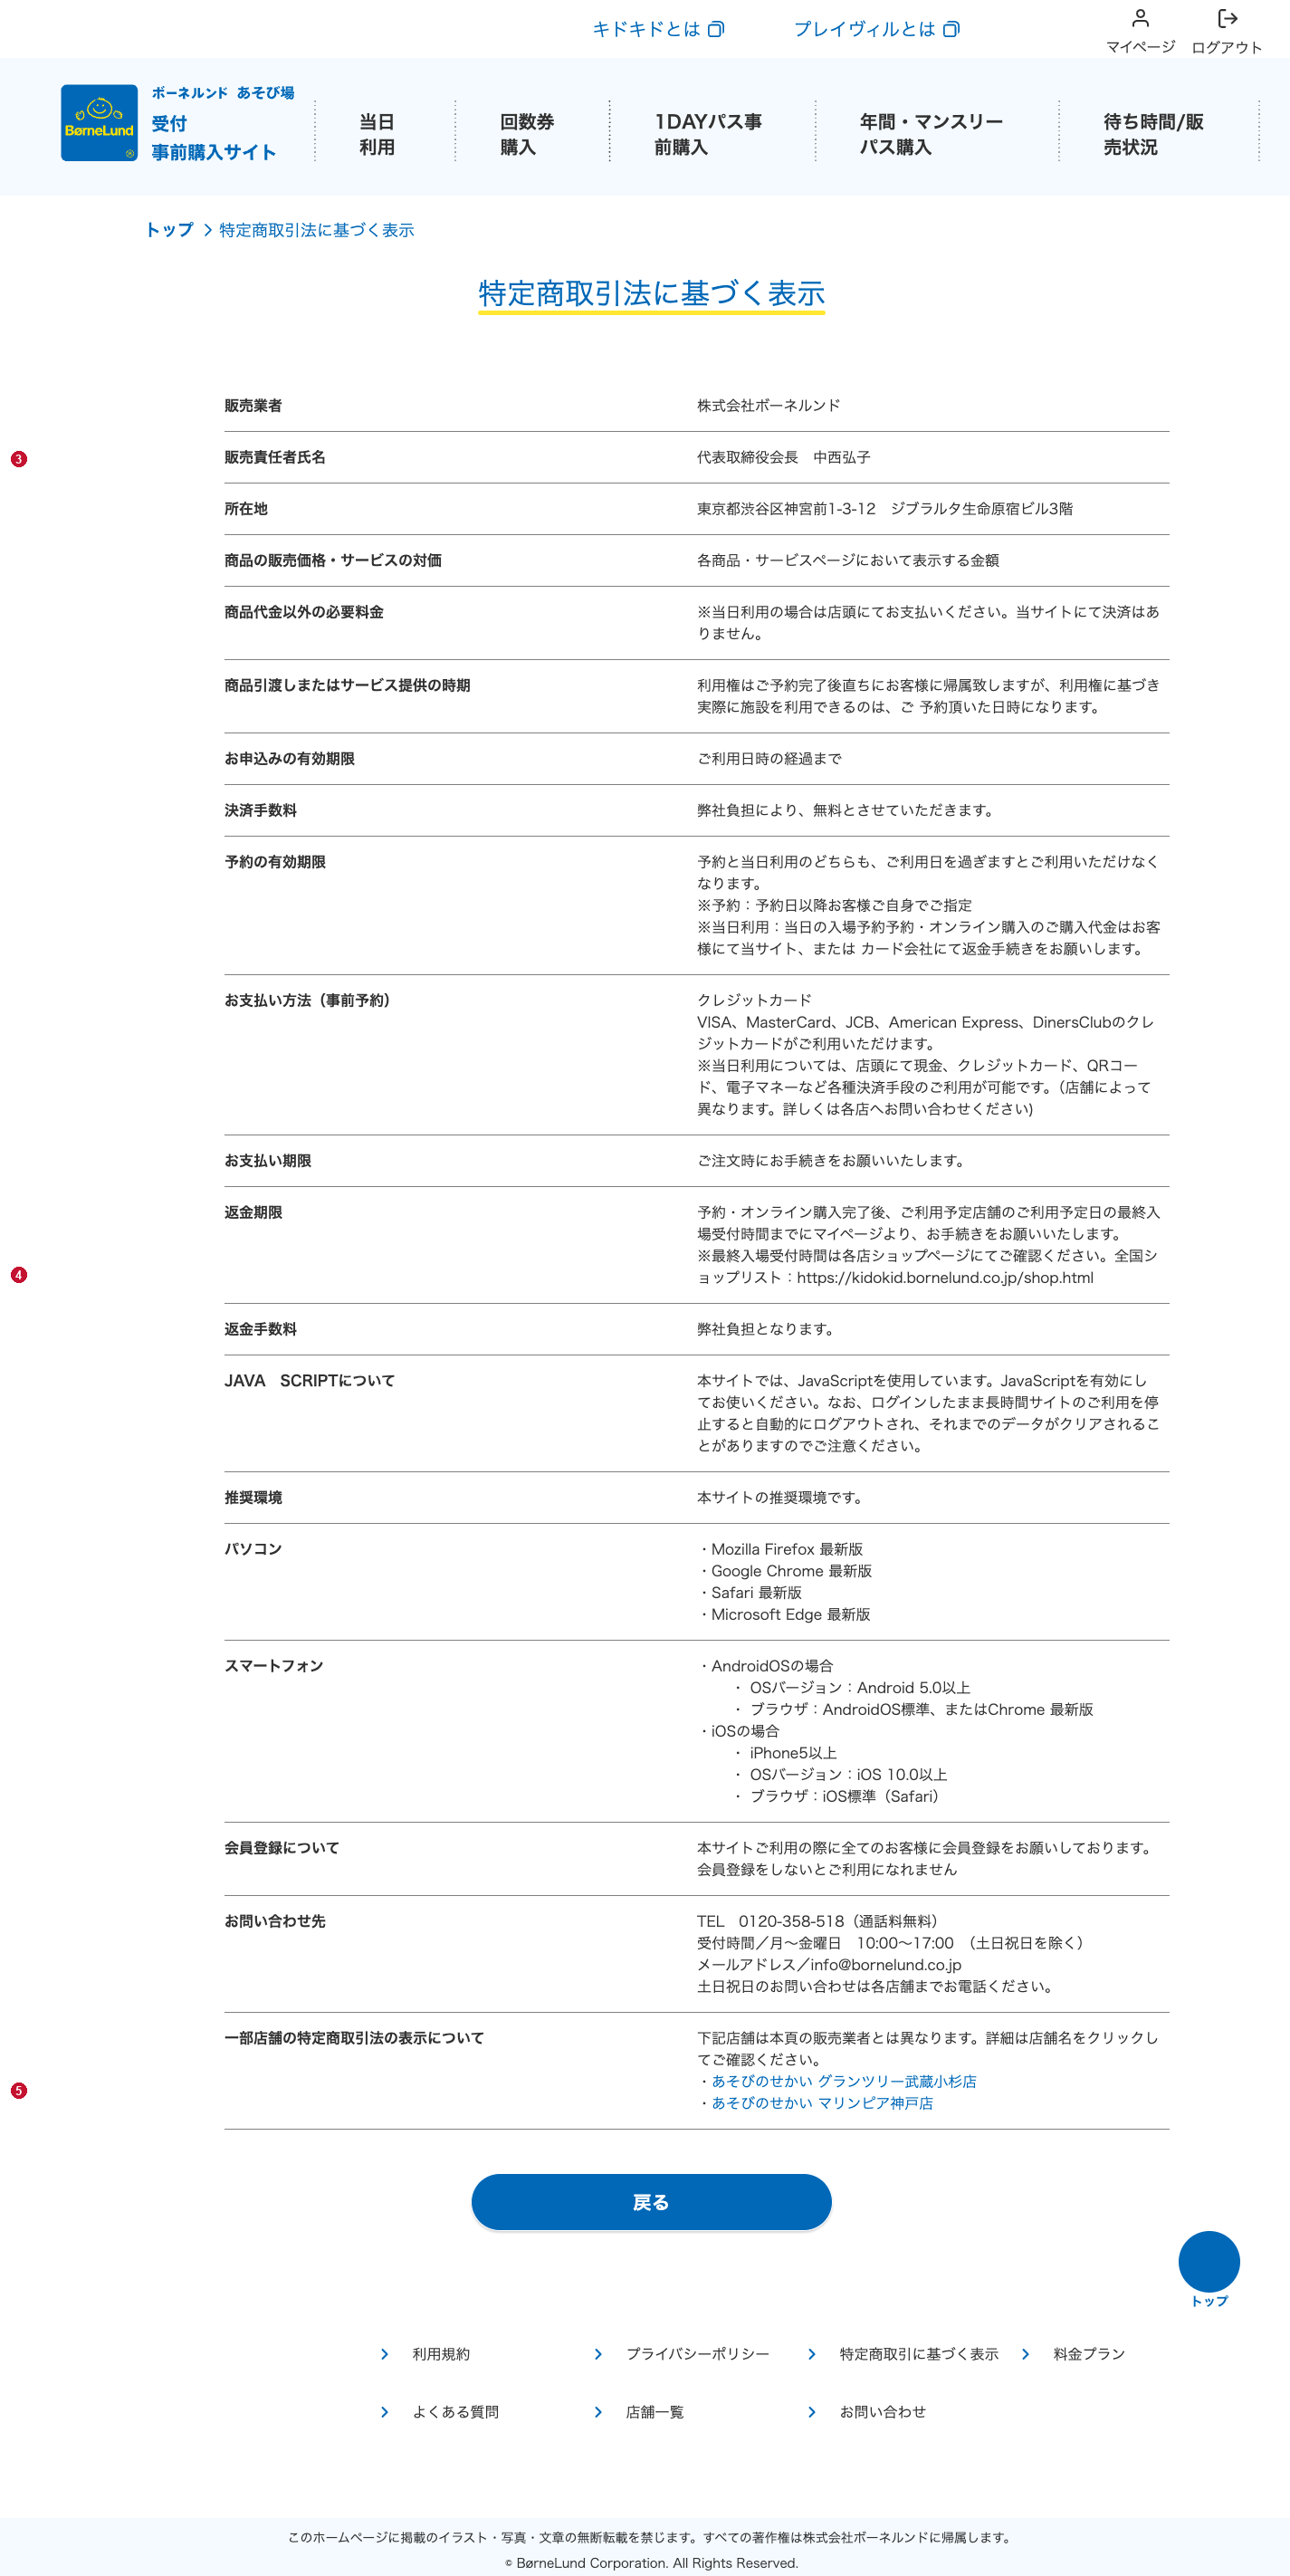 キドキドとは
プレイヴィルとは
マイページ
ログアウト
BørneLund
®
ボーネルンド あそび場
受付
事前購入サイト
当日
利用
回数券
購入
1DAYパス事
前購入
年間・マンスリー
パス購入
待ち時間/販
売状況
トップ
特定商取引法に基づく表示
特定商取引法に基づく表示
販売業者
株式会社ボーネルンド
3
販売責任者氏名
代表取締役会長　中西弘子
所在地
東京都渋谷区神宮前1-3-12　ジブラルタ生命原宿ビル3階
商品の販売価格・サービスの対価
各商品・サービスページにおいて表示する金額
商品代金以外の必要料金
※当日利用の場合は店頭にてお支払いください。当サイトにて決済はあ
りません。
商品引渡しまたはサービス提供の時期
利用権はご予約完了後直ちにお客様に帰属致しますが、利用権に基づき
実際に施設を利用できるのは、ご 予約頂いた日時になります。
お申込みの有効期限
ご利用日時の経過まで
決済手数料
弊社負担により、無料とさせていただきます。
予約の有効期限
予約と当日利用のどちらも、ご利用日を過ぎますとご利用いただけなく
なります。
※予約：予約日以降お客様ご自身でご指定
※当日利用：当日の入場予約予約・オンライン購入のご購入代金はお客
様にて当サイト、または カード会社にて返金手続きをお願いします。
お支払い方法（事前予約）
クレジットカード
VISA、MasterCard、JCB、American Express、DinersClubのクレ
ジットカードがご利用いただけます。
※当日利用については、店頭にて現金、クレジットカード、QRコー
ド、電子マネーなど各種決済手段のご利用が可能です。（店舗によって
異なります。詳しくは各店へお問い合わせください)
お支払い期限
ご注文時にお手続きをお願いいたします。
返金期限
予約・オンライン購入完了後、ご利用予定店舗のご利用予定日の最終入
場受付時間までにマイページより、お手続きをお願いいたします。
※最終入場受付時間は各店ショップページにてご確認ください。全国シ
ョップリスト：https://kidokid.bornelund.co.jp/shop.html
4
返金手数料
弊社負担となります。
JAVA　SCRIPTについて
本サイトでは、JavaScriptを使用しています。JavaScriptを有効にし
てお使いください。なお、ログインしたまま長時間サイトのご利用を停
止すると自動的にログアウトされ、それまでのデータがクリアされるこ
とがありますのでご注意ください。
推奨環境
本サイトの推奨環境です。
パソコン
・Mozilla Firefox 最新版
・Google Chrome 最新版
・Safari 最新版
・Microsoft Edge 最新版
スマートフォン
・AndroidOSの場合
・ OSバージョン：Android 5.0以上
・ ブラウザ：AndroidOS標準、またはChrome 最新版
・iOSの場合
・ iPhone5以上
・ OSバージョン：iOS 10.0以上
・ ブラウザ：iOS標準（Safari）
会員登録について
本サイトご利用の際に全てのお客様に会員登録をお願いしております。
会員登録をしないとご利用になれません
お問い合わせ先
TEL　0120-358-518（通話料無料）
受付時間／月～金曜日　10:00～17:00 （土日祝日を除く）
メールアドレス／info@bornelund.co.jp
土日祝日のお問い合わせは各店舗までお電話ください。
一部店舗の特定商取引法の表示について
下記店舗は本頁の販売業者とは異なります。詳細は店舗名をクリックし
てご確認ください。
・あそびのせかい グランツリー武蔵小杉店
・あそびのせかい マリンピア神戸店
5
戻る
トップ
利用規約
プライバシーポリシー
特定商取引に基づく表示
料金プラン
よくある質問
店舗一覧
お問い合わせ
このホームページに掲載のイラスト・写真・文章の無断転載を禁じます。すべての著作権は株式会社ボーネルンドに帰属します。
© BørneLund Corporation. All Rights Reserved.